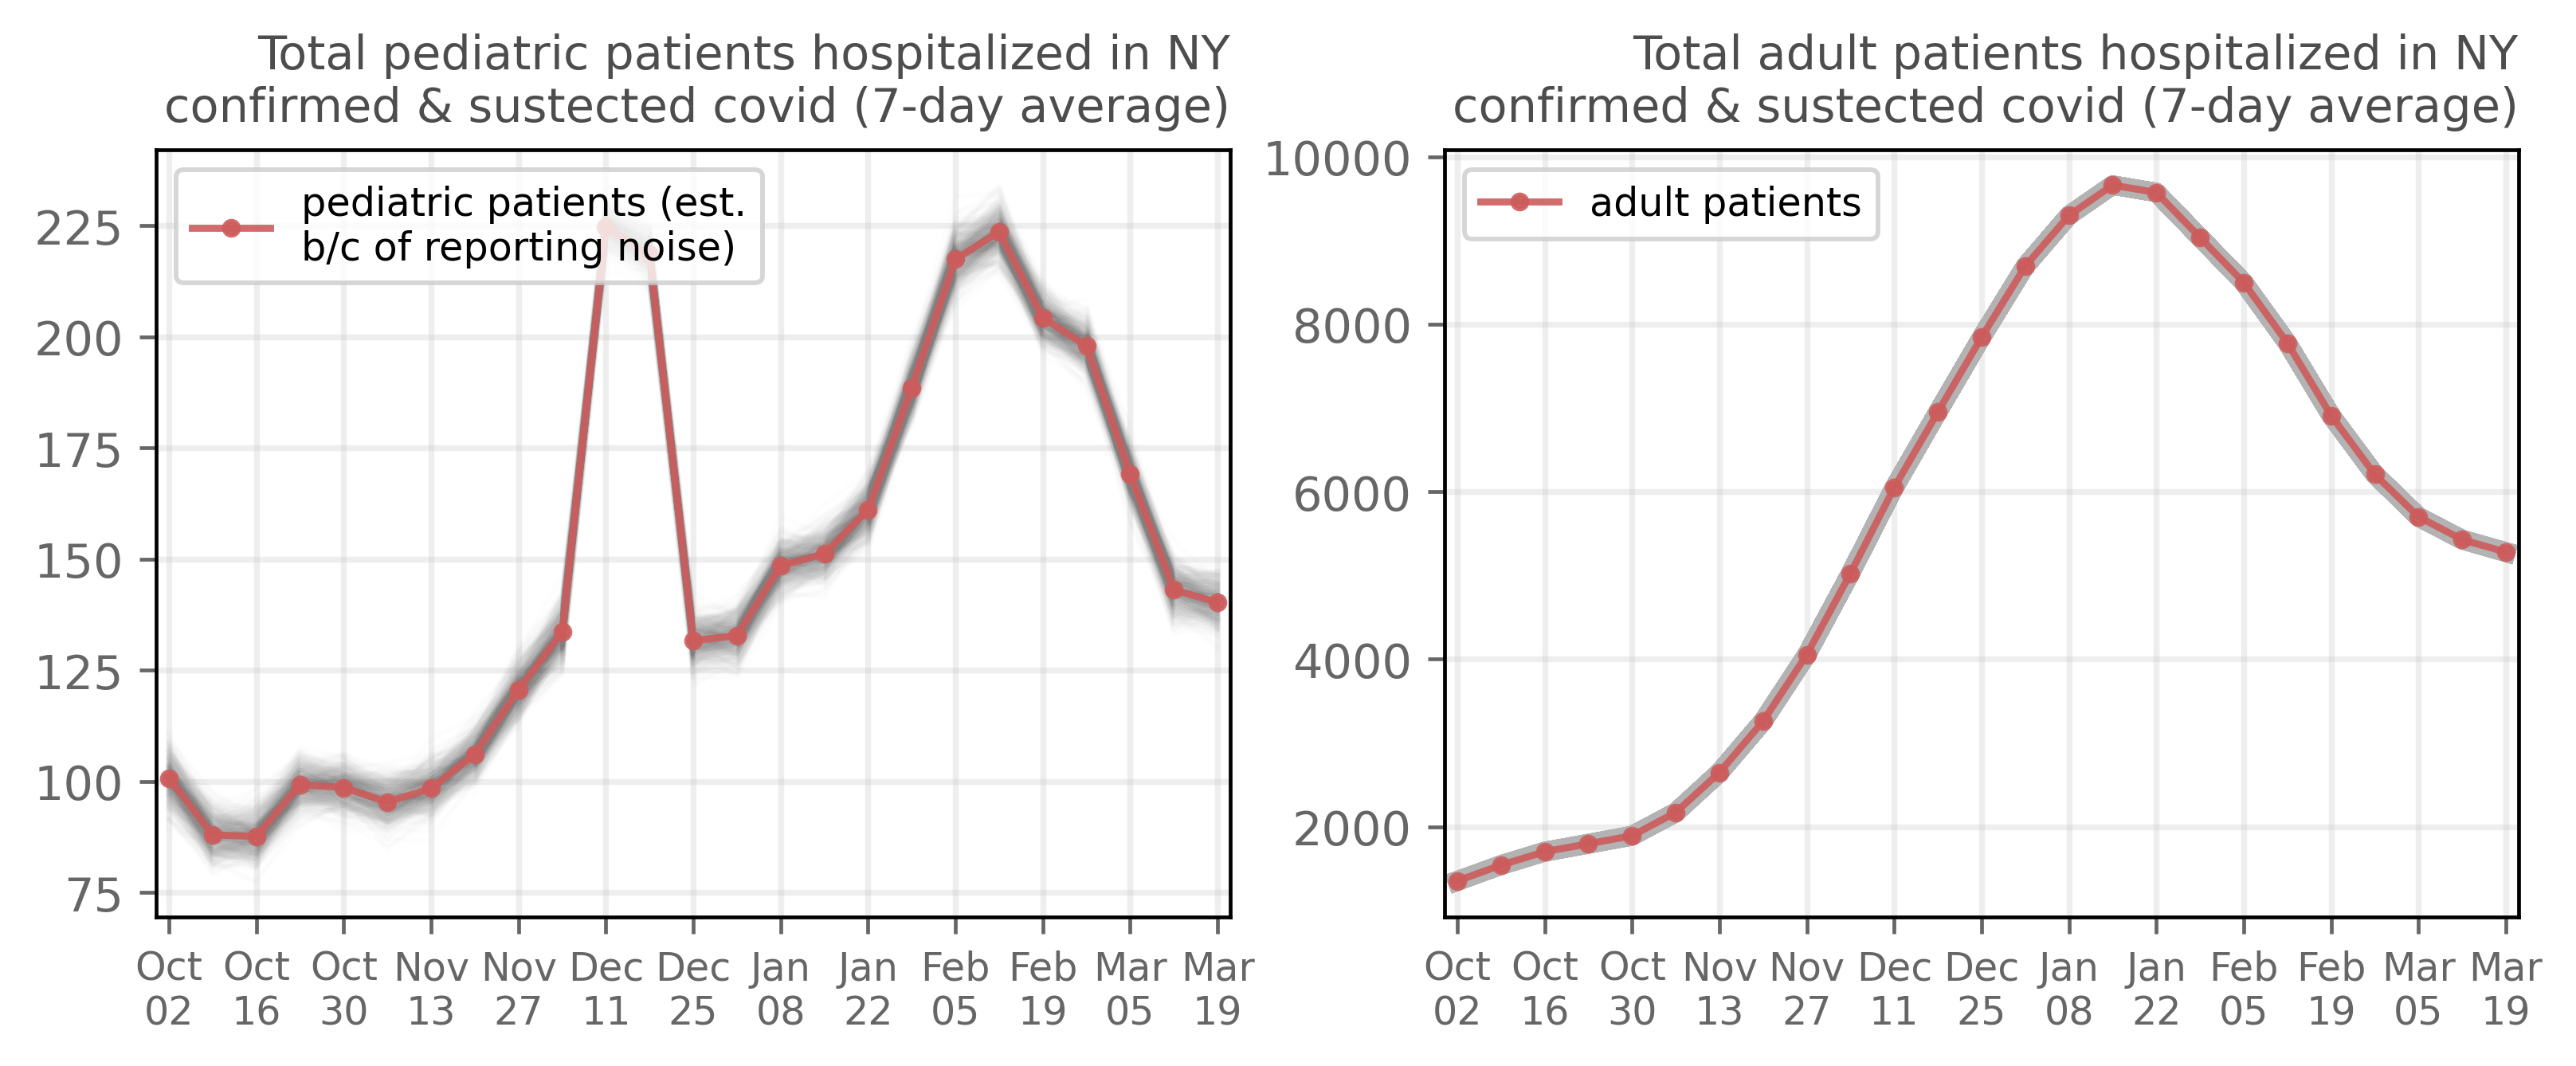 Total pediatric patients hospitalized in NY
confirmed & sustected covid (7-day average)
pediatric patients (est.
b/c of reporting noise)
225
200
175
150
125
100
75
Oct Oct Oct Nov Nov Dec Dec Jan Jan Feb Feb Mar Mar
02 16 30 13 27 11 25 08 22 05 19 05 19
Total adult patients hospitalized in NY
confirmed & sustected covid (7-day average)
adult patients
10000
8000
6000
4000
2000
Oct Oct Oct Nov Nov Dec Dec Jan Jan Feb Feb Mar Mar
02 16 30 13 27 11 25 08 22 05 19 05 19